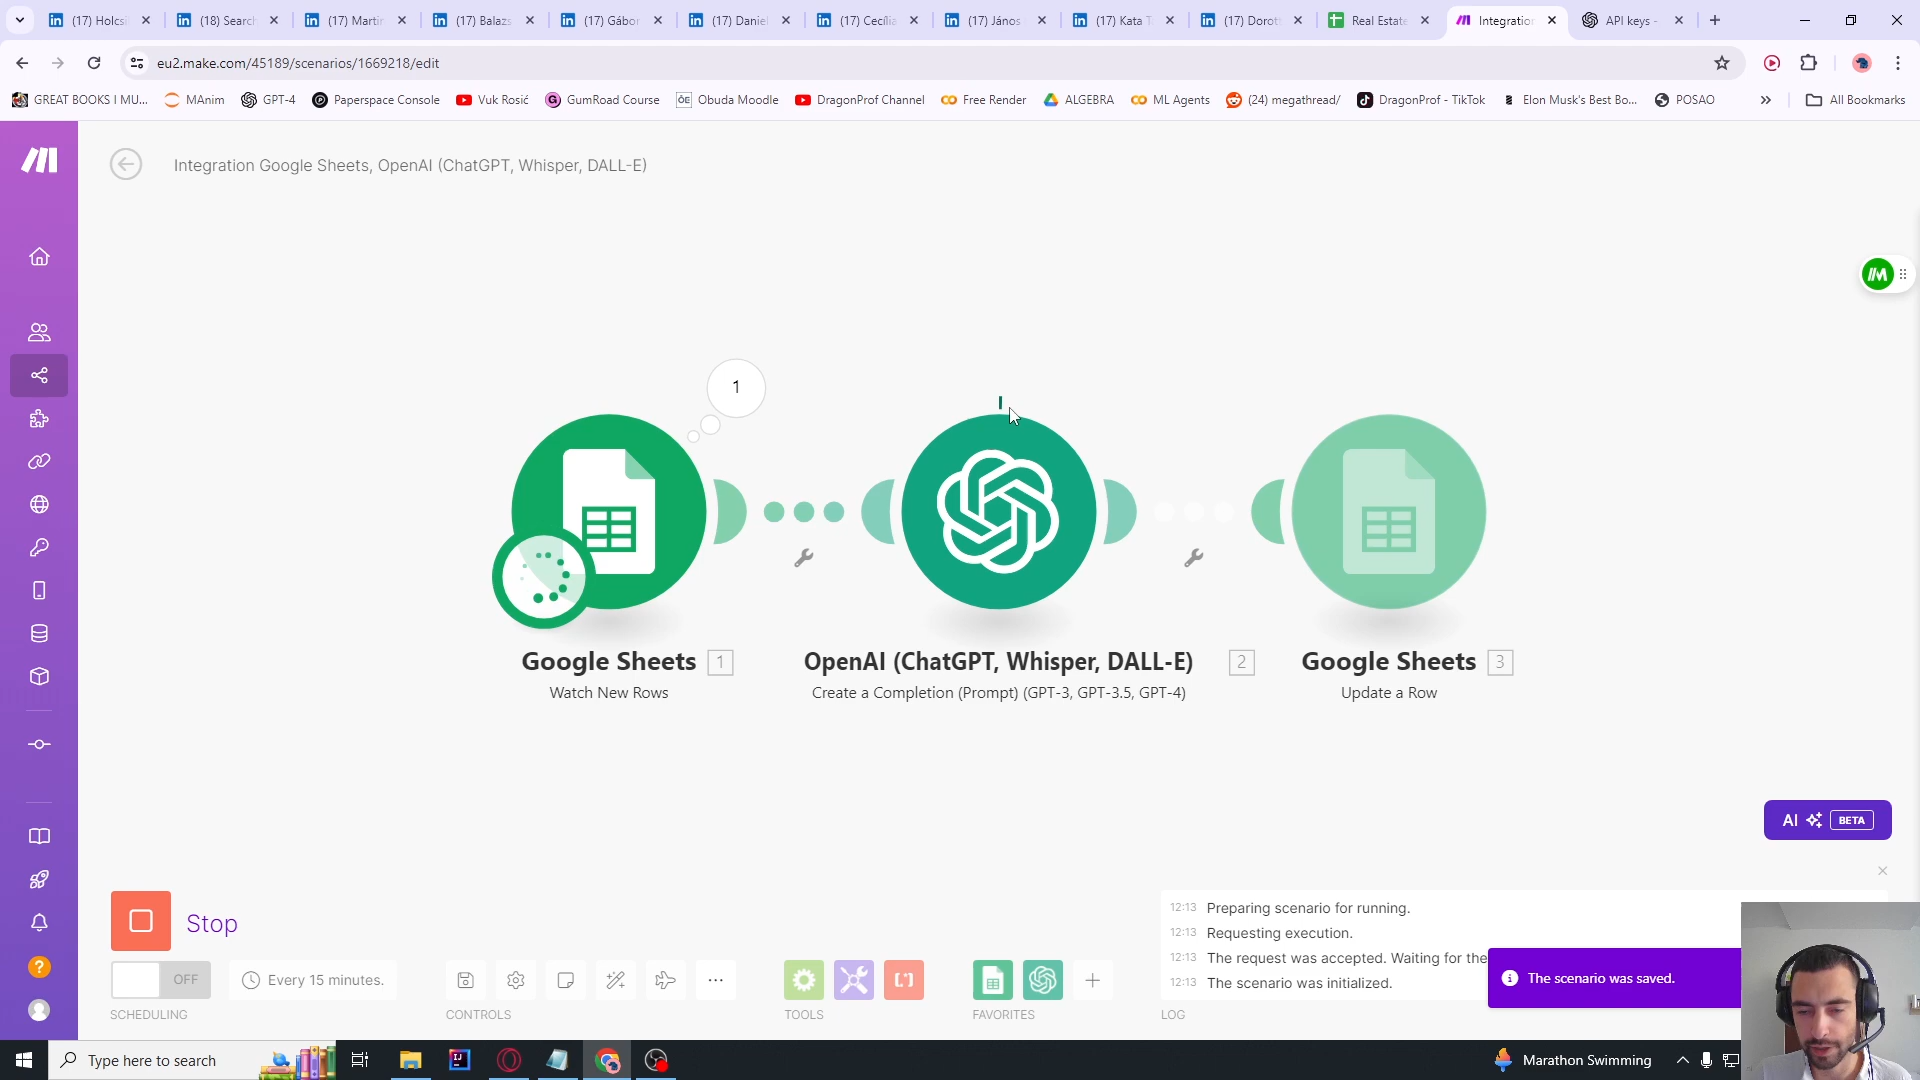 (17) Holcsi
(18) Search
(17) Martin
(17) Balazs
(17) Gábor
(17) Daniel
(17) Cecília
(17) János
(17) Kata T
(17) Dorott
Real Estate
Integration
API keys -
eu2.make.com/45189/scenarios/1669218/edit
GREAT BOOKS I MU...
MAnim
GPT-4
Paperspace Console
Vuk Rosić
GumRoad Course
Obuda Moodle
DragonProf Channel
Free Render
ALGEBRA
ML Agents
(24) megathread/
DragonProf - TikTok
Elon Musk's Best Bo...
POSAO
All Bookmarks
Integration Google Sheets, OpenAI (ChatGPT, Whisper, DALL-E)
1
Google Sheets 1
Watch New Rows
OpenAI (ChatGPT, Whisper, DALL-E) 2
Create a Completion (Prompt) (GPT-3, GPT-3.5, GPT-4)
Google Sheets 3
Update a Row
AI BETA
Stop
OFF
Every 15 minutes.
SCHEDULING
CONTROLS
TOOLS
FAVORITES
12:13 Preparing scenario for running.
12:13 Requesting execution.
12:13 The request was accepted. Waiting for the
12:13 The scenario was initialized.
LOG
The scenario was saved.
Type here to search
Marathon Swimming